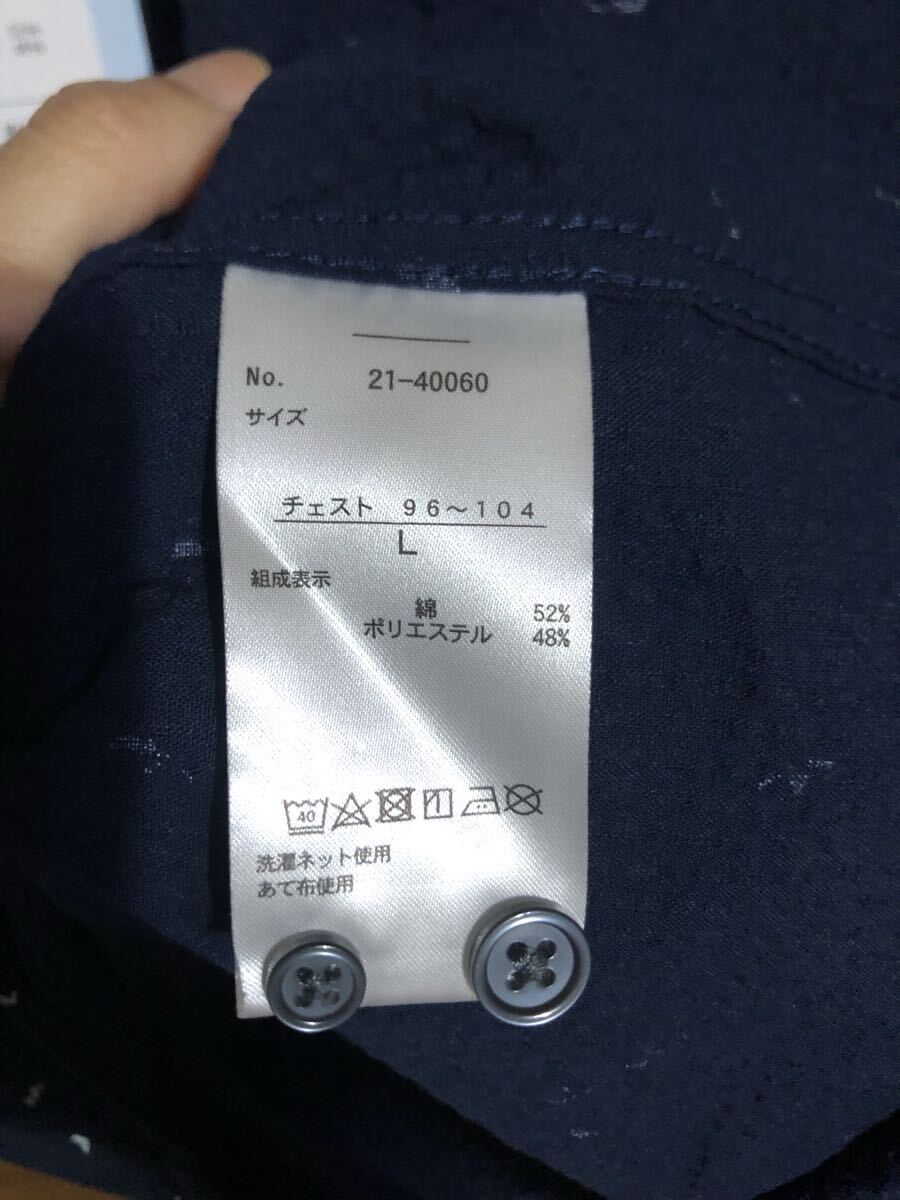 No. 21-40060
サイズ
チェスト 96～104
L
組成表示
綿 52%
ポリエステル 48%
40
洗濯ネット使用
あて布使用